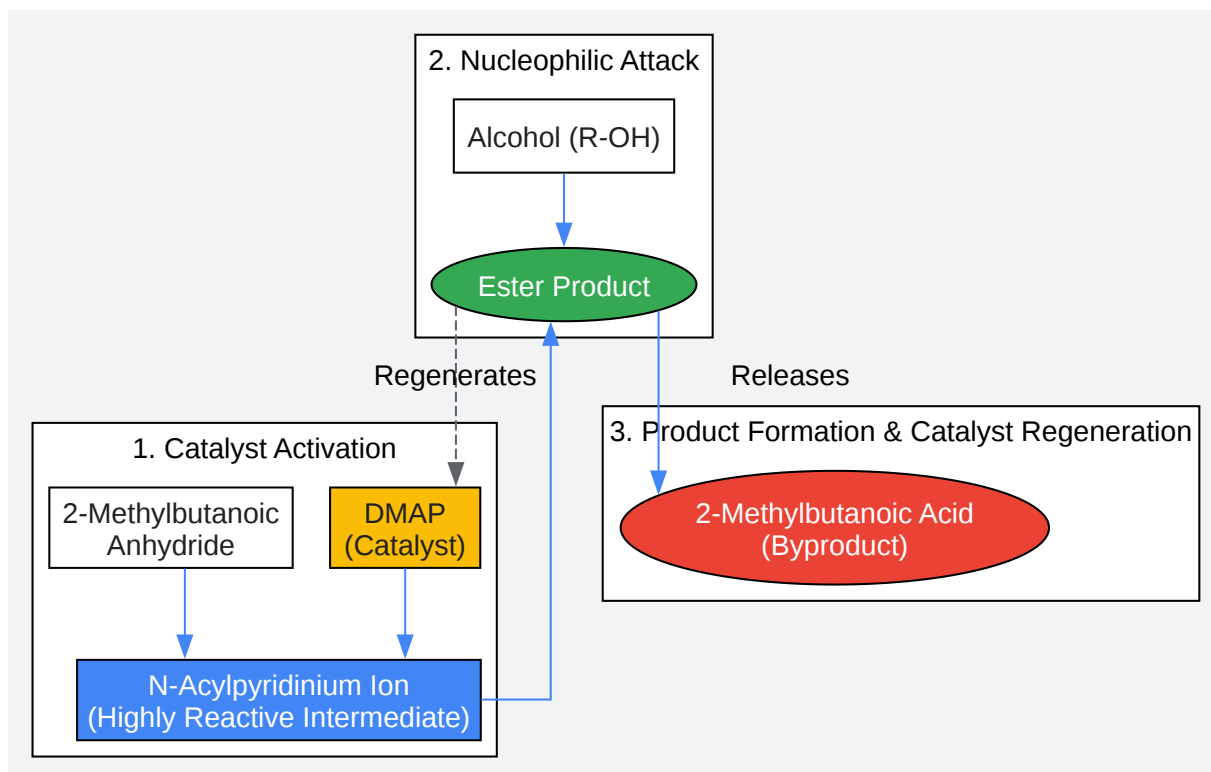 2. Nucleophilic Attack
Alcohol (R-OH)
Ester Product
Regenerates
Releases
1. Catalyst Activation
2-Methylbutanoic
Anhydride
DMAP
(Catalyst)
N-Acylpyridinium Ion
(Highly Reactive Intermediate)
3. Product Formation & Catalyst Regeneration
2-Methylbutanoic Acid
(Byproduct)